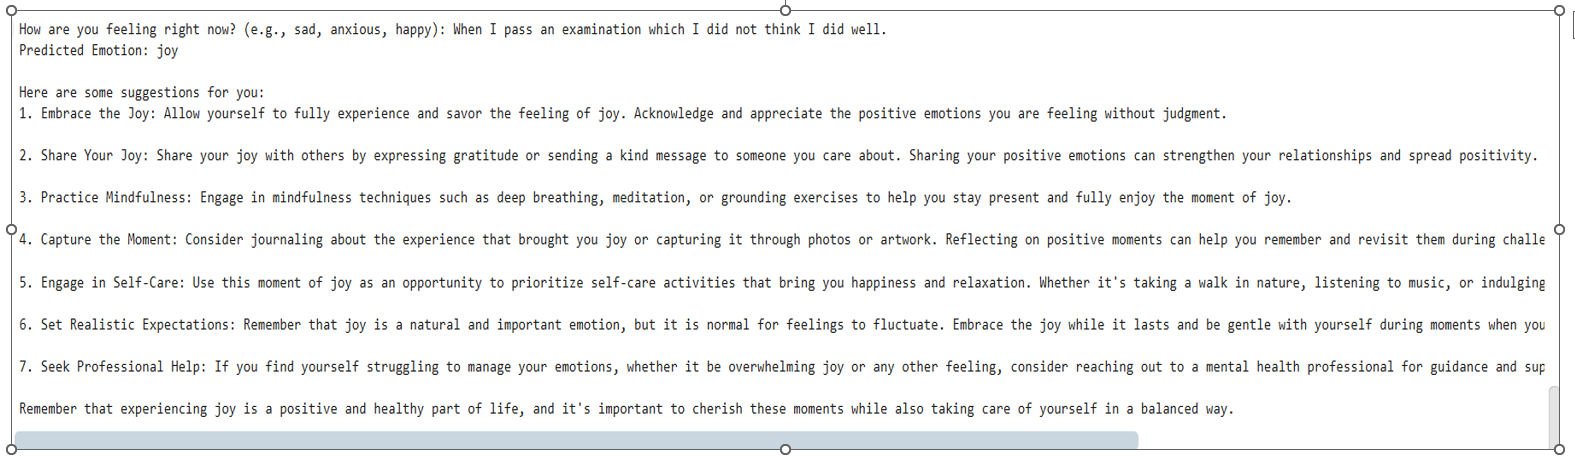 How are you feeling right now? (e.g., sad, anxious, happy): When I pass an examination which I did not think I did well.
Predicted Emotion: joy
Here are some suggestions for you:
1. Embrace the Joy: Allow yourself to fully experience and savor the feeling of joy. Acknowledge and appreciate the positive emotions you are feeling without judgment.
2. Share Your Joy: Share your joy with others by expressing gratitude or sending a kind message to someone you care about. Sharing your positive emotions can strengthen your relationships and spread positivity.
3. Practice Mindfulness: Engage in mindfulness techniques such as deep breathing, meditation, or grounding exercises to help you stay present and fully enjoy the moment of joy.
4. Capture the Moment: Consider journaling about the experience that brought you joy or capturing it through photos or artwork. Reflecting on positive moments can help you remember and revisit them during challe
5. Engage in Self-Care: Use this moment of joy as an opportunity to prioritize self-care activities that bring you happiness and relaxation. Whether it's taking a walk in nature, listening to music, or indulging
6. Set Realistic Expectations: Remember that joy is a natural and important emotion, but it is normal for feelings to fluctuate. Embrace the joy while it lasts and be gentle with yourself during moments when you
7. Seek Professional Help: If you find yourself struggling to manage your emotions, whether it be overwhelming joy or any other feeling, consider reaching out to a mental health professional for guidance and sup
Remember that experiencing joy is a positive and healthy part of life, and it's important to cherish these moments while also taking care of yourself in a balanced way.